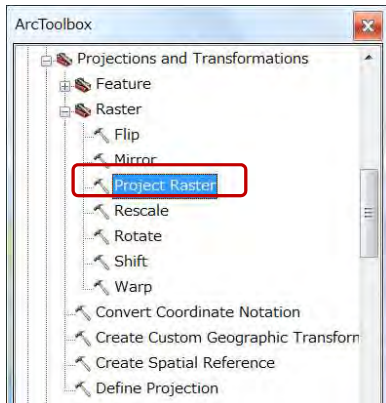 ArcToolbox
Projections and Transformations
Feature
Raster
Flip
Mirror
Project Raster
Rescale
Rotate
Shift
Warp
Convert Coordinate Notation
Create Custom Geographic Transforn
Create Spatial Reference
Define Projection